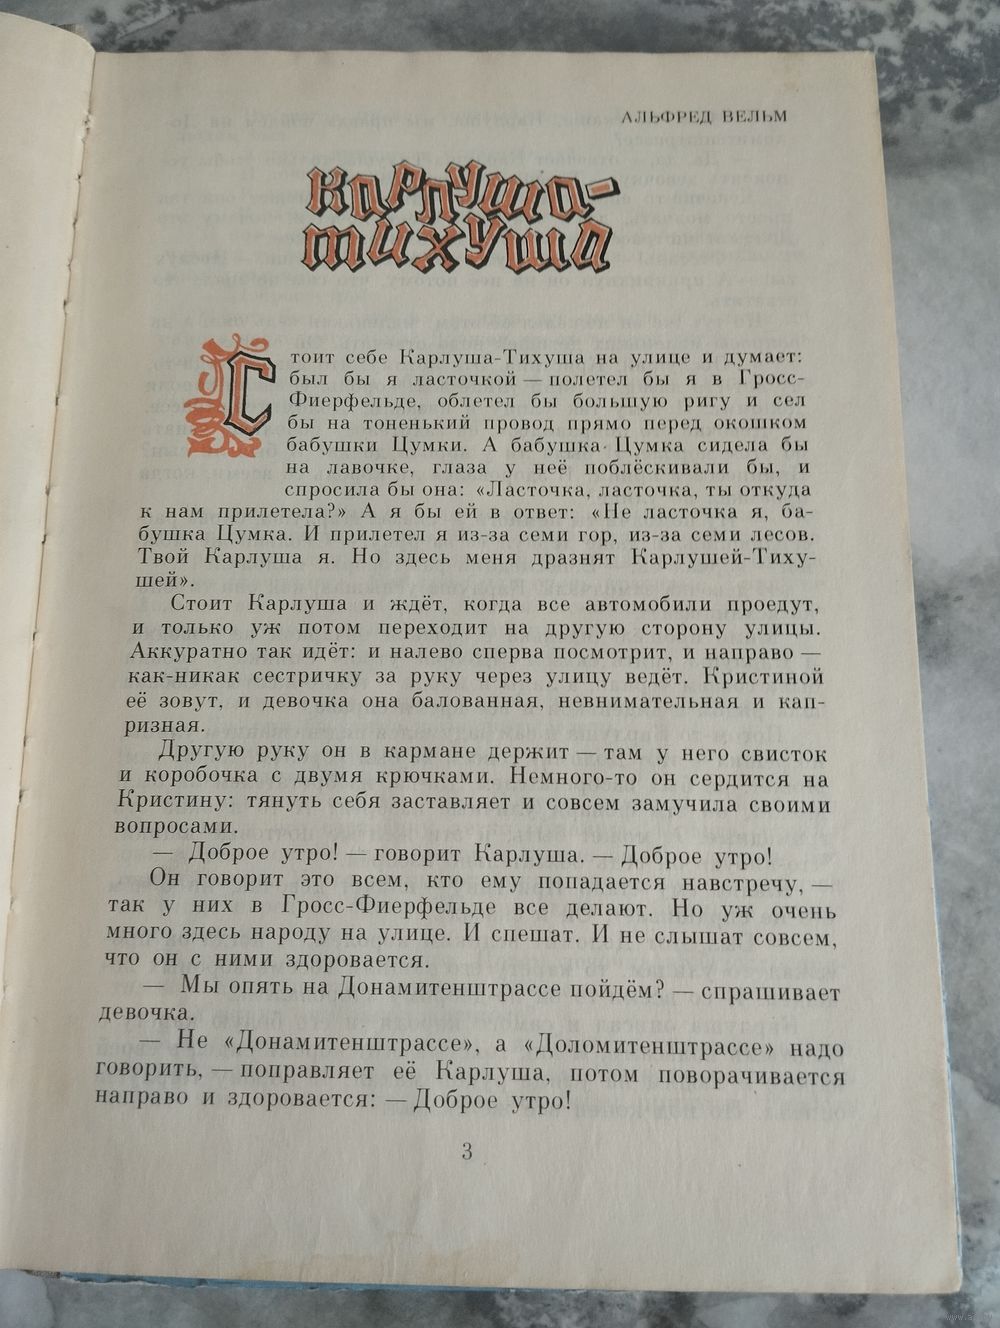 АЛЬФРЕД ВЕЛЬМ
КАРЛУША-
ТИХУША
Стоит себе Карлуша-Тихуша на улице и думает:
был бы я ласточкой — полетел бы я в Гросс-
Фиерфельде, облетел бы большую ригу и сел
бы на тоненький провод прямо перед окошком
бабушки Цумки. А бабушка Цумка сидела бы
на лавочке, глаза у неё поблёскивали бы, и
спросила бы она: «Ласточка, ласточка, ты откуда
к нам прилетела?» А я бы ей в ответ: «Не ласточка я, ба-
бушка Цумка. И прилетел я из-за семи гор, из-за семи лесов.
Твой Карлуша я. Но здесь меня дразнят Карлушей-Тиху-
шей».
Стоит Карлуша и ждёт, когда все автомобили проедут,
и только уж потом переходит на другую сторону улицы.
Аккуратно так идёт: и налево сперва посмотрит, и направо —
как-никак сестричку за руку через улицу ведёт. Кристиной
её зовут, и девочка она балованная, невнимательная и кап-
ризная.
Другую руку он в кармане держит — там у него свисток
и коробочка с двумя крючками. Немного-то он сердится на
Кристину: тянуть себя заставляет и совсем замучила своими
вопросами.
— Доброе утро! — говорит Карлуша. — Доброе утро!
Он говорит это всем, кто ему попадается навстречу, —
так у них в Гросс-Фиерфельде все делают. Но уж очень
много здесь народу на улице. И спешат. И не слышат совсем,
что он с ними здоровается.
— Мы опять на Донамитенштрассе пойдём? — спрашивает
девочка.
— Не «Донамитенштрассе», а «Доломитенштрассе» надо
говорить, — поправляет её Карлуша, потом поворачивается
направо и здоровается: — Доброе утро!
3